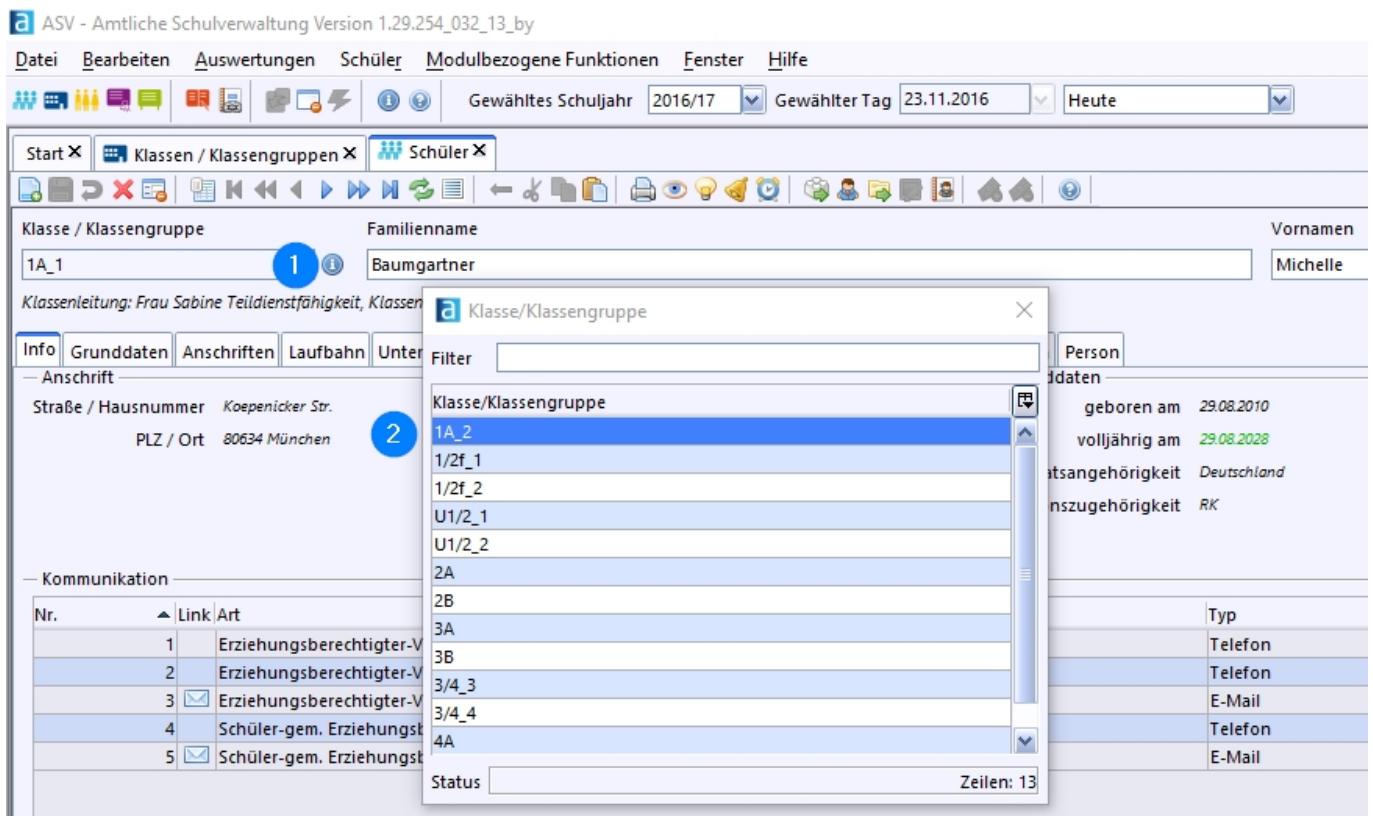 ASV - Amtliche Schulverwaltung Version 1.29.254_032_13_by
Datei Bearbeiten Auswertungen Schüler Modulbezogene Funktionen Fenster Hilfe
Gewähltes Schuljahr 2016/17 Gewählter Tag 23.11.2016 Heute
Start X Klassen / Klassengruppen X Schüler X
Klasse / Klassengruppe Familienname Vornamen
1A_1 1 Baumgartner Michelle
Klassenleitung: Frau Sabine Teildienstfähigkeit, Klassen
Klasse/Klassengruppe
Info Grunddaten Anschriften Laufbahn Unter Person
Filter
Anschrift ddaten
Straße / Hausnummer Koepenicker Str. Klasse/Klassengruppe geboren am 29.08.2010
PLZ / Ort 80634 München 2 1A_2 volljährig am 29.08.2028
1/2f_1
1/2f_2 tsangehörigkeit Deutschland
U1/2_1 nszugehörigkeit RK
U1/2_2
2A
Kommunikation
2B
Nr. Link Art Typ
3A
1 Erziehungsberechtigter-V Telefon
3B
2 Erziehungsberechtigter-V Telefon
3/4_3
3 Erziehungsberechtigter-V E-Mail
3/4_4
4 Schüler-gem. Erziehungsb Telefon
4A
5 Schüler-gem. Erziehungsb E-Mail
Status Zeilen: 13